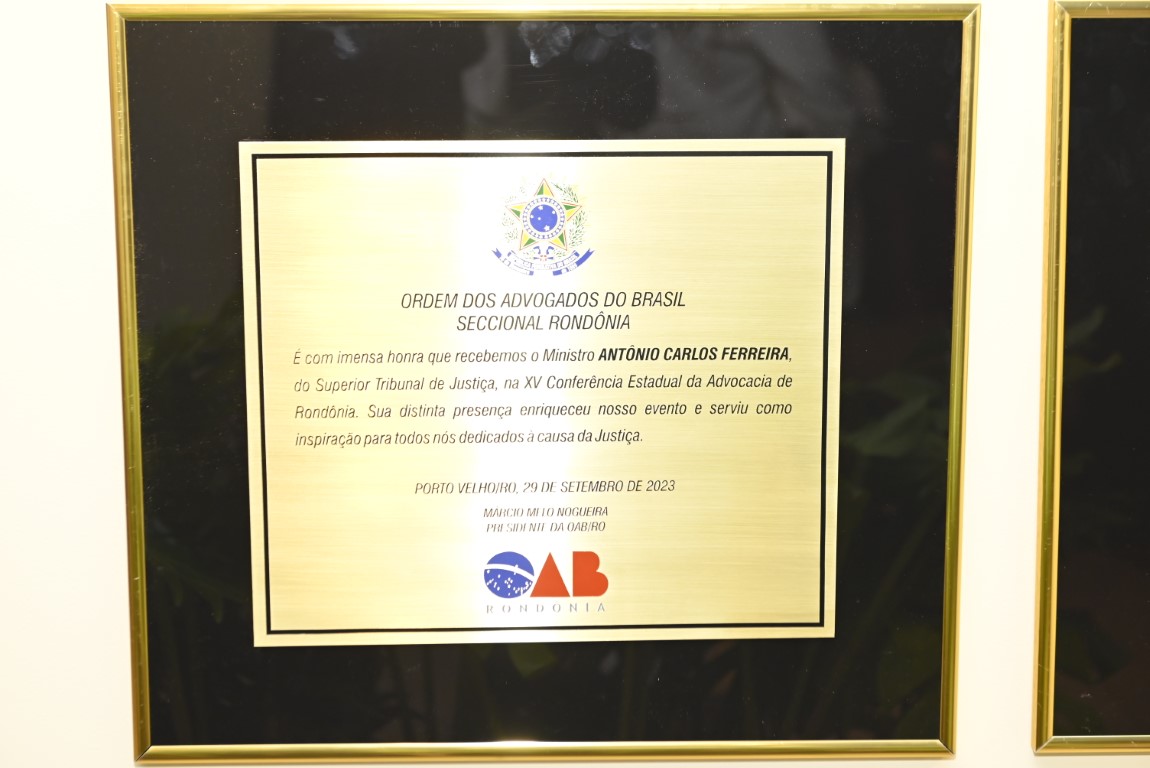 ORDEM DOS ADVOGADOS DO BRASIL
SECCIONAL RONDÔNIA
É com imensa honra que recebemos o Ministro ANTÔNIO CARLOS FERREIRA,
do Superior Tribunal de Justiça, na XV Conferência Estadual da Advocacia de
Rondônia. Sua distinta presença enriqueceu nosso evento e serviu como
inspiração para todos nós dedicados à causa da Justiça.
PORTO VELHO/RO, 29 DE SETEMBRO DE 2023
MÁRCIO MELO NOGUEIRA
PRESIDENTE DA OAB/RO
OAB
RONDÔNIA